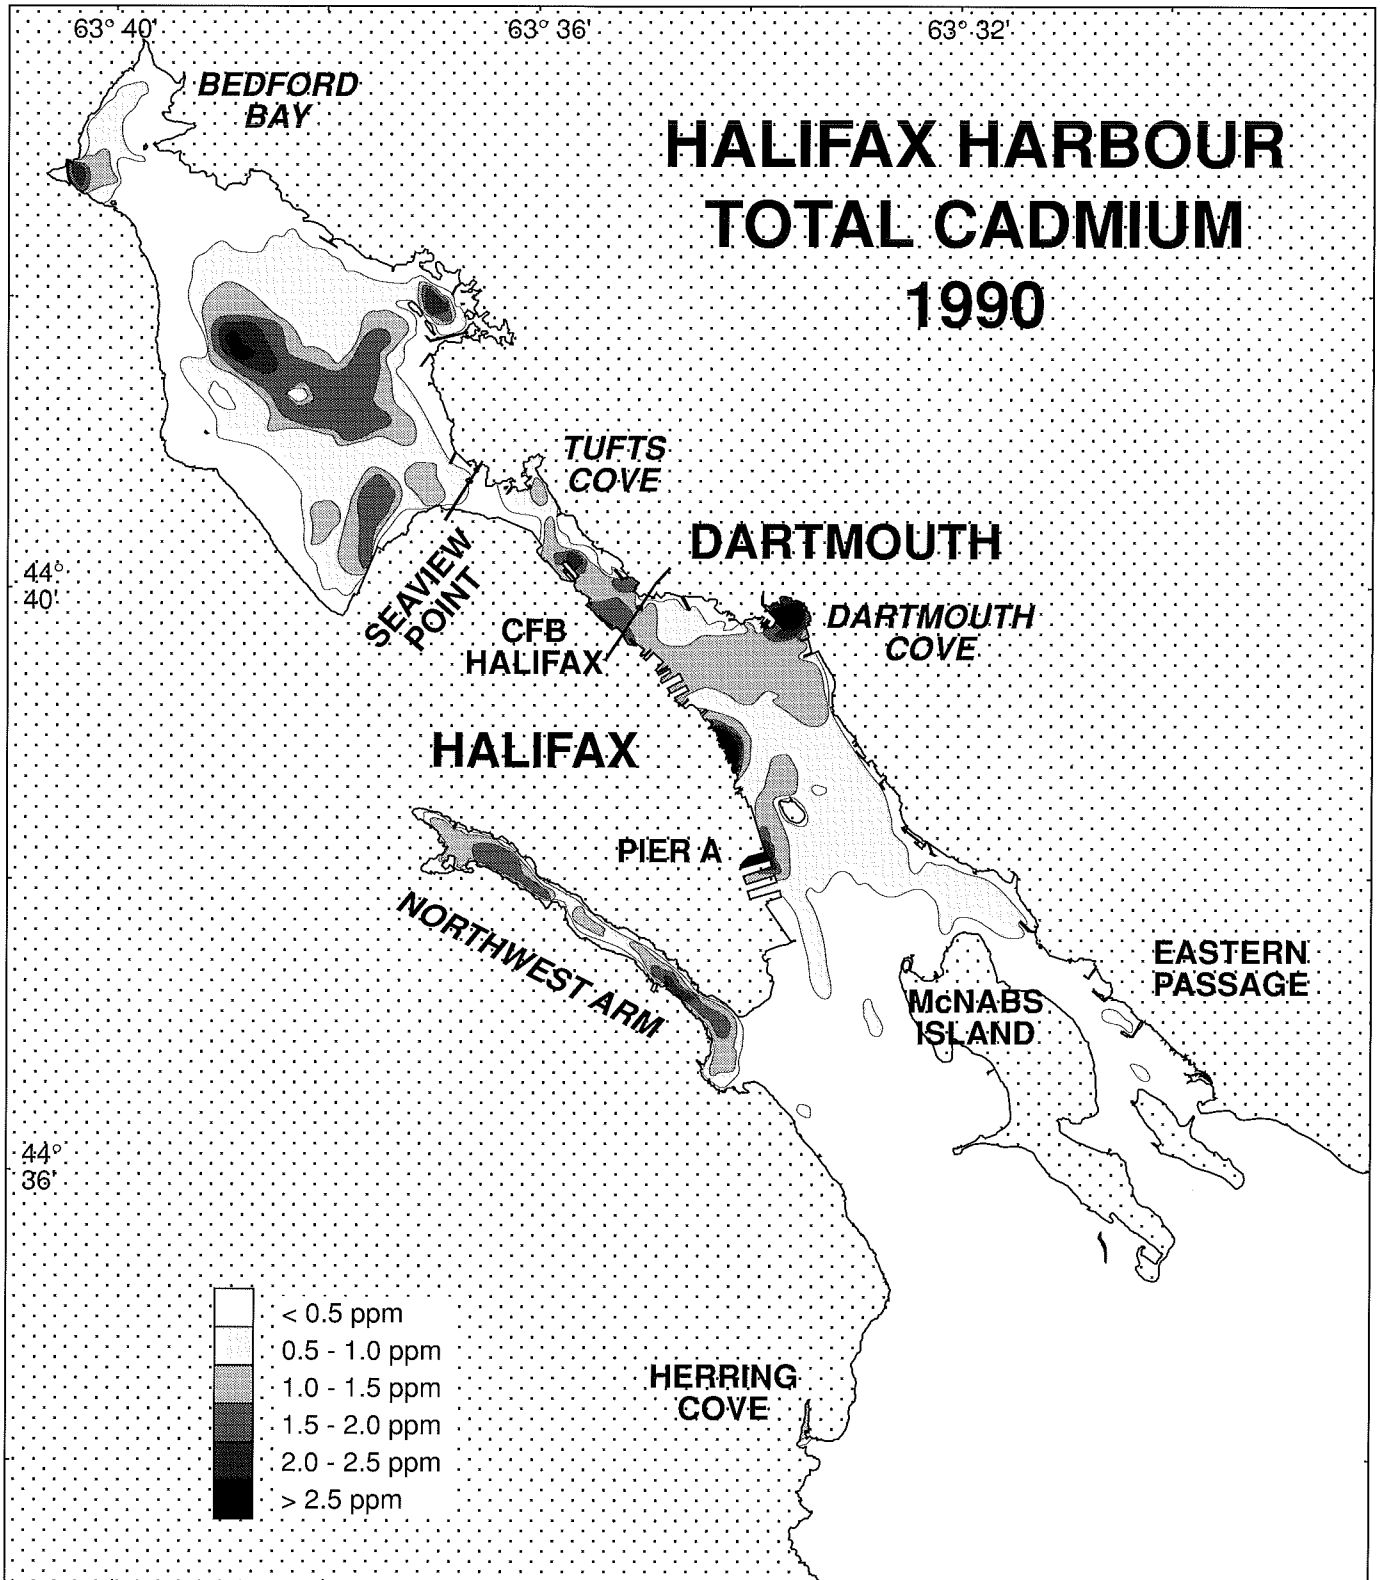 63° 40'
63° 36'
63° 32'
BEDFORD
BAY
HALIFAX HARBOUR
TOTAL CADMIUM
1990
TUFTS
COVE
DARTMOUTH
44°
40'
SEAVIEW
POINT
CFB
HALIFAX
DARTMOUTH
COVE
HALIFAX
PIER A
NORTHWEST ARM
EASTERN
PASSAGE
McNABS
ISLAND
44°
36'
< 0.5 ppm
0.5 - 1.0 ppm
1.0 - 1.5 ppm
1.5 - 2.0 ppm
2.0 - 2.5 ppm
> 2.5 ppm
HERRING
COVE